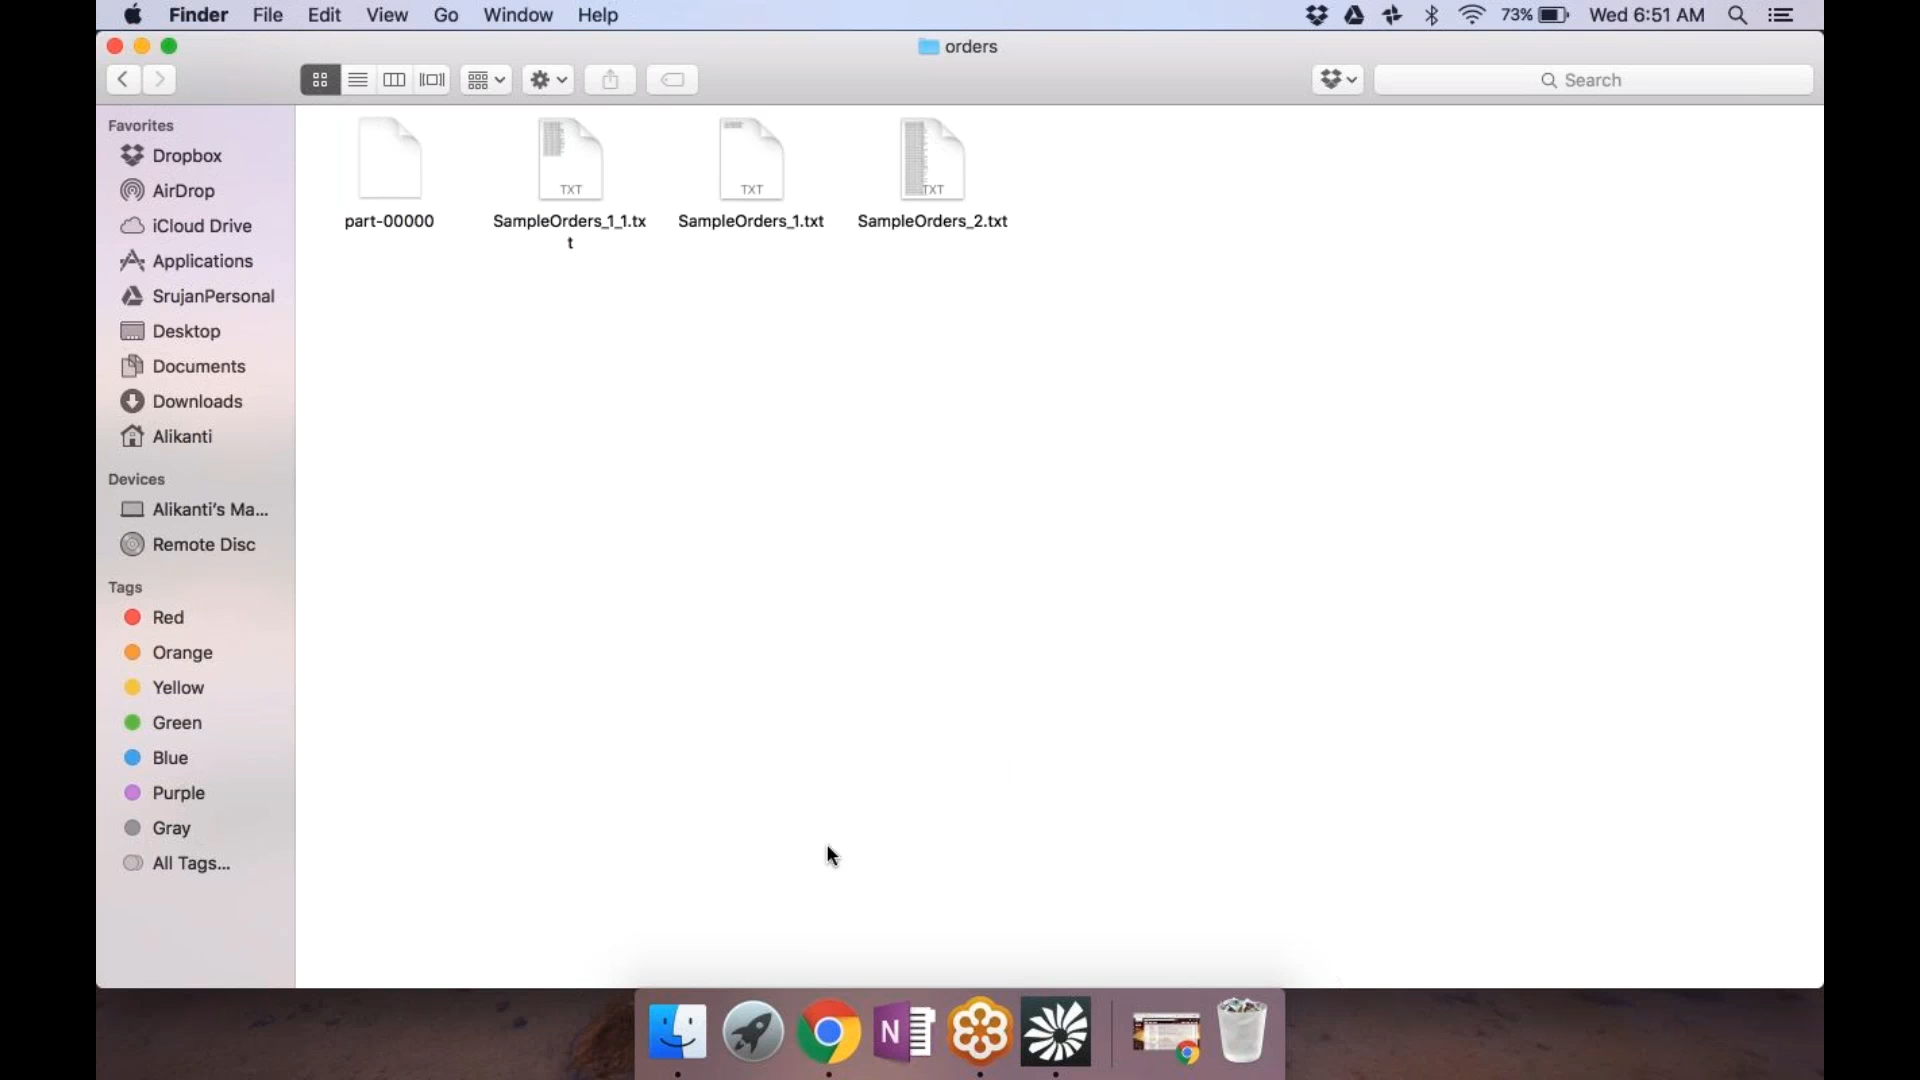 Finder File Edit View Go Window Help 73% Wed 6:51 AM
orders
Search
Favorites
Dropbox
AirDrop
iCloud Drive
Applications
SrujanPersonal
Desktop
Documents
Downloads
Alikanti
Devices
Alikanti's Ma...
Remote Disc
Tags
Red
Orange
Yellow
Green
Blue
Purple
Gray
All Tags...
TXT TXT TXT
part-00000 SampleOrders_1_1.tx SampleOrders_1.txt SampleOrders_2.txt
t
N